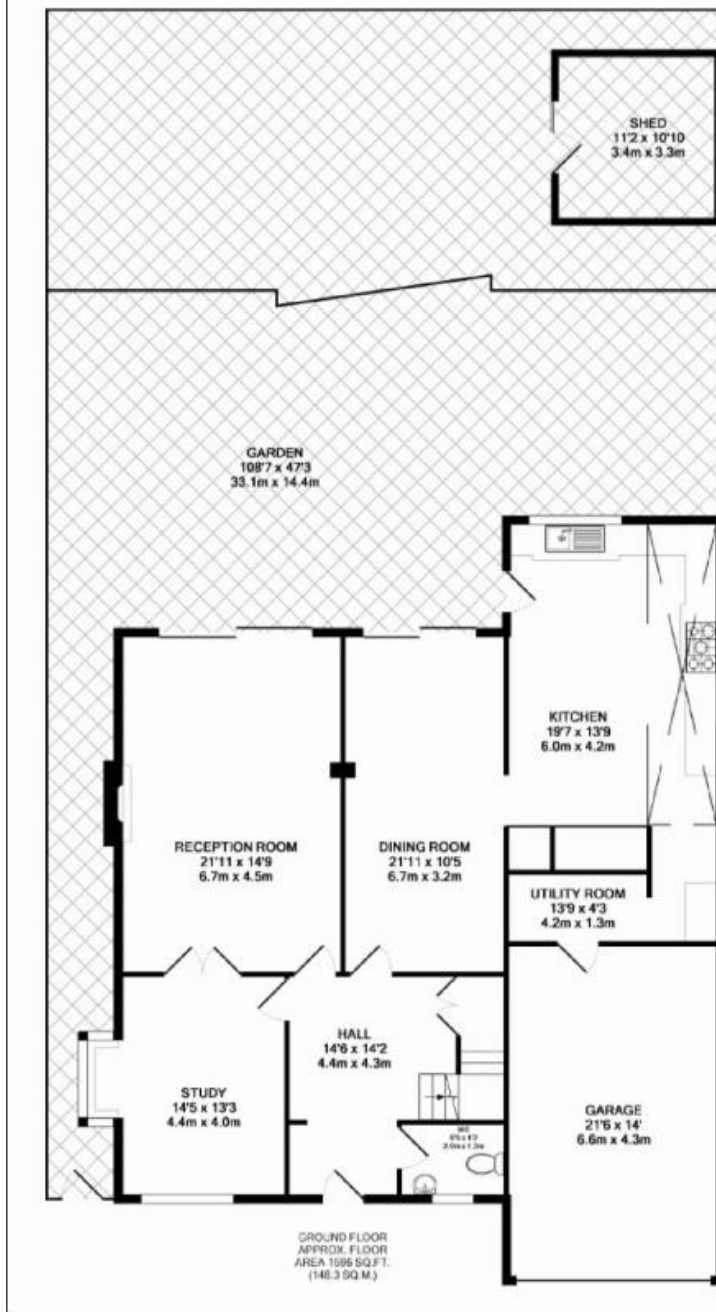 SHED
11'2 x 10'10
3.4m x 3.3m
GARDEN
108'7 x 47'3
33.1m x 14.4m
KITCHEN
19'7 x 13'9
6.0m x 4.2m
RECEPTION ROOM
21'11 x 14'9
6.7m x 4.5m
DINING ROOM
21'11 x 10'5
6.7m x 3.2m
UTILITY ROOM
13'9 x 4'3
4.2m x 1.3m
HALL
14'6 x 14'2
4.4m x 4.3m
STUDY
14'5 x 13'3
4.4m x 4.0m
GARAGE
21'6 x 14'
6.6m x 4.3m
WC
GROUND FLOOR
APPROX. FLOOR
AREA 1596 SQ.FT.
(148.3 SQ.M.)